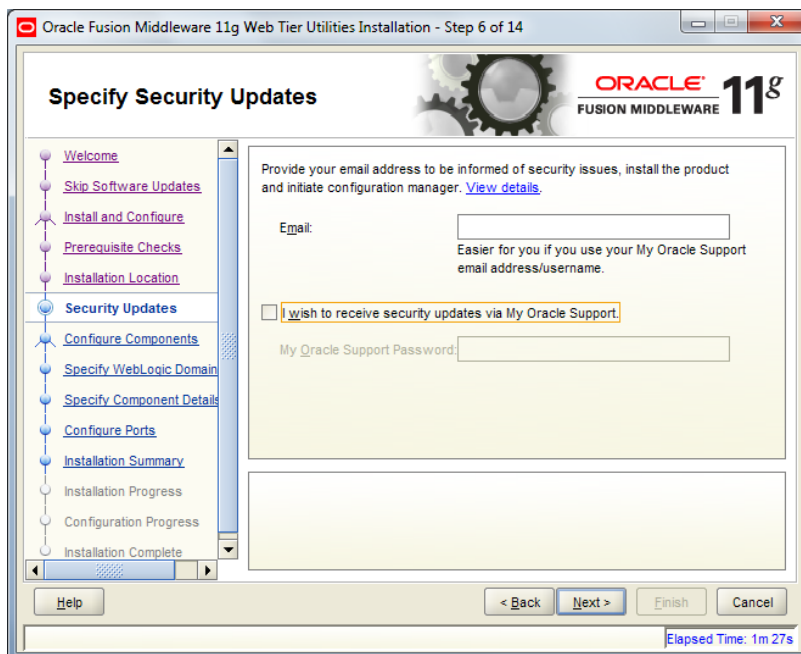 Oracle Fusion Middleware 11g Web Tier Utilities Installation - Step 6 of 14
Specify Security Updates
ORACLE
FUSION MIDDLEWARE 11g
Welcome
Skip Software Updates
Install and Configure
Prerequisite Checks
Installation Location
Security Updates
Configure Components
Specify WebLogic Domain
Specify Component Details
Configure Ports
Installation Summary
Installation Progress
Configuration Progress
Installation Complete
Provide your email address to be informed of security issues, install the product
and initiate configuration manager. View details.
Email:
Easier for you if you use your My Oracle Support
email address/username.
I wish to receive security updates via My Oracle Support.
My Oracle Support Password:
Help
< Back
Next >
Finish
Cancel
Elapsed Time: 1m 27s